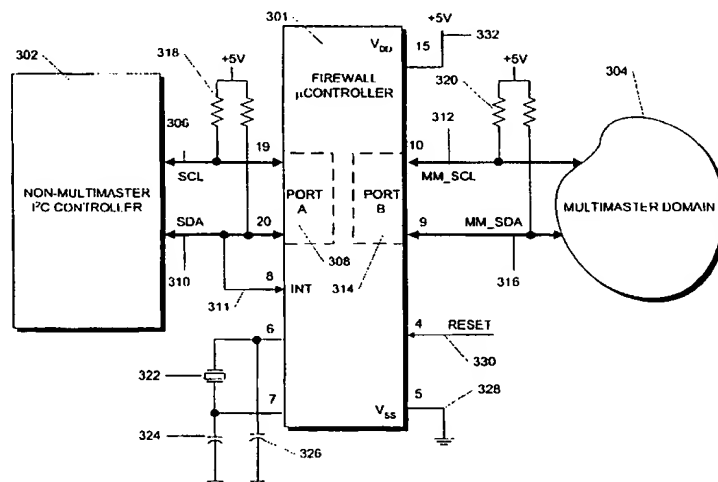 301
V_DD 15 332
+5V
302
318
+5V
320
+5V
304
FIREWALL
µCONTROLLER
306
19
10
312
SCL
MM_SCL
NON-MULTIMASTER
I²C CONTROLLER
PORT
A
PORT
B
MULTIMASTER DOMAIN
SDA
20
9
MM_SDA
308
310
8
INT
314
316
311
6
4
RESET
322
330
7
5
328
V_SS
324
326